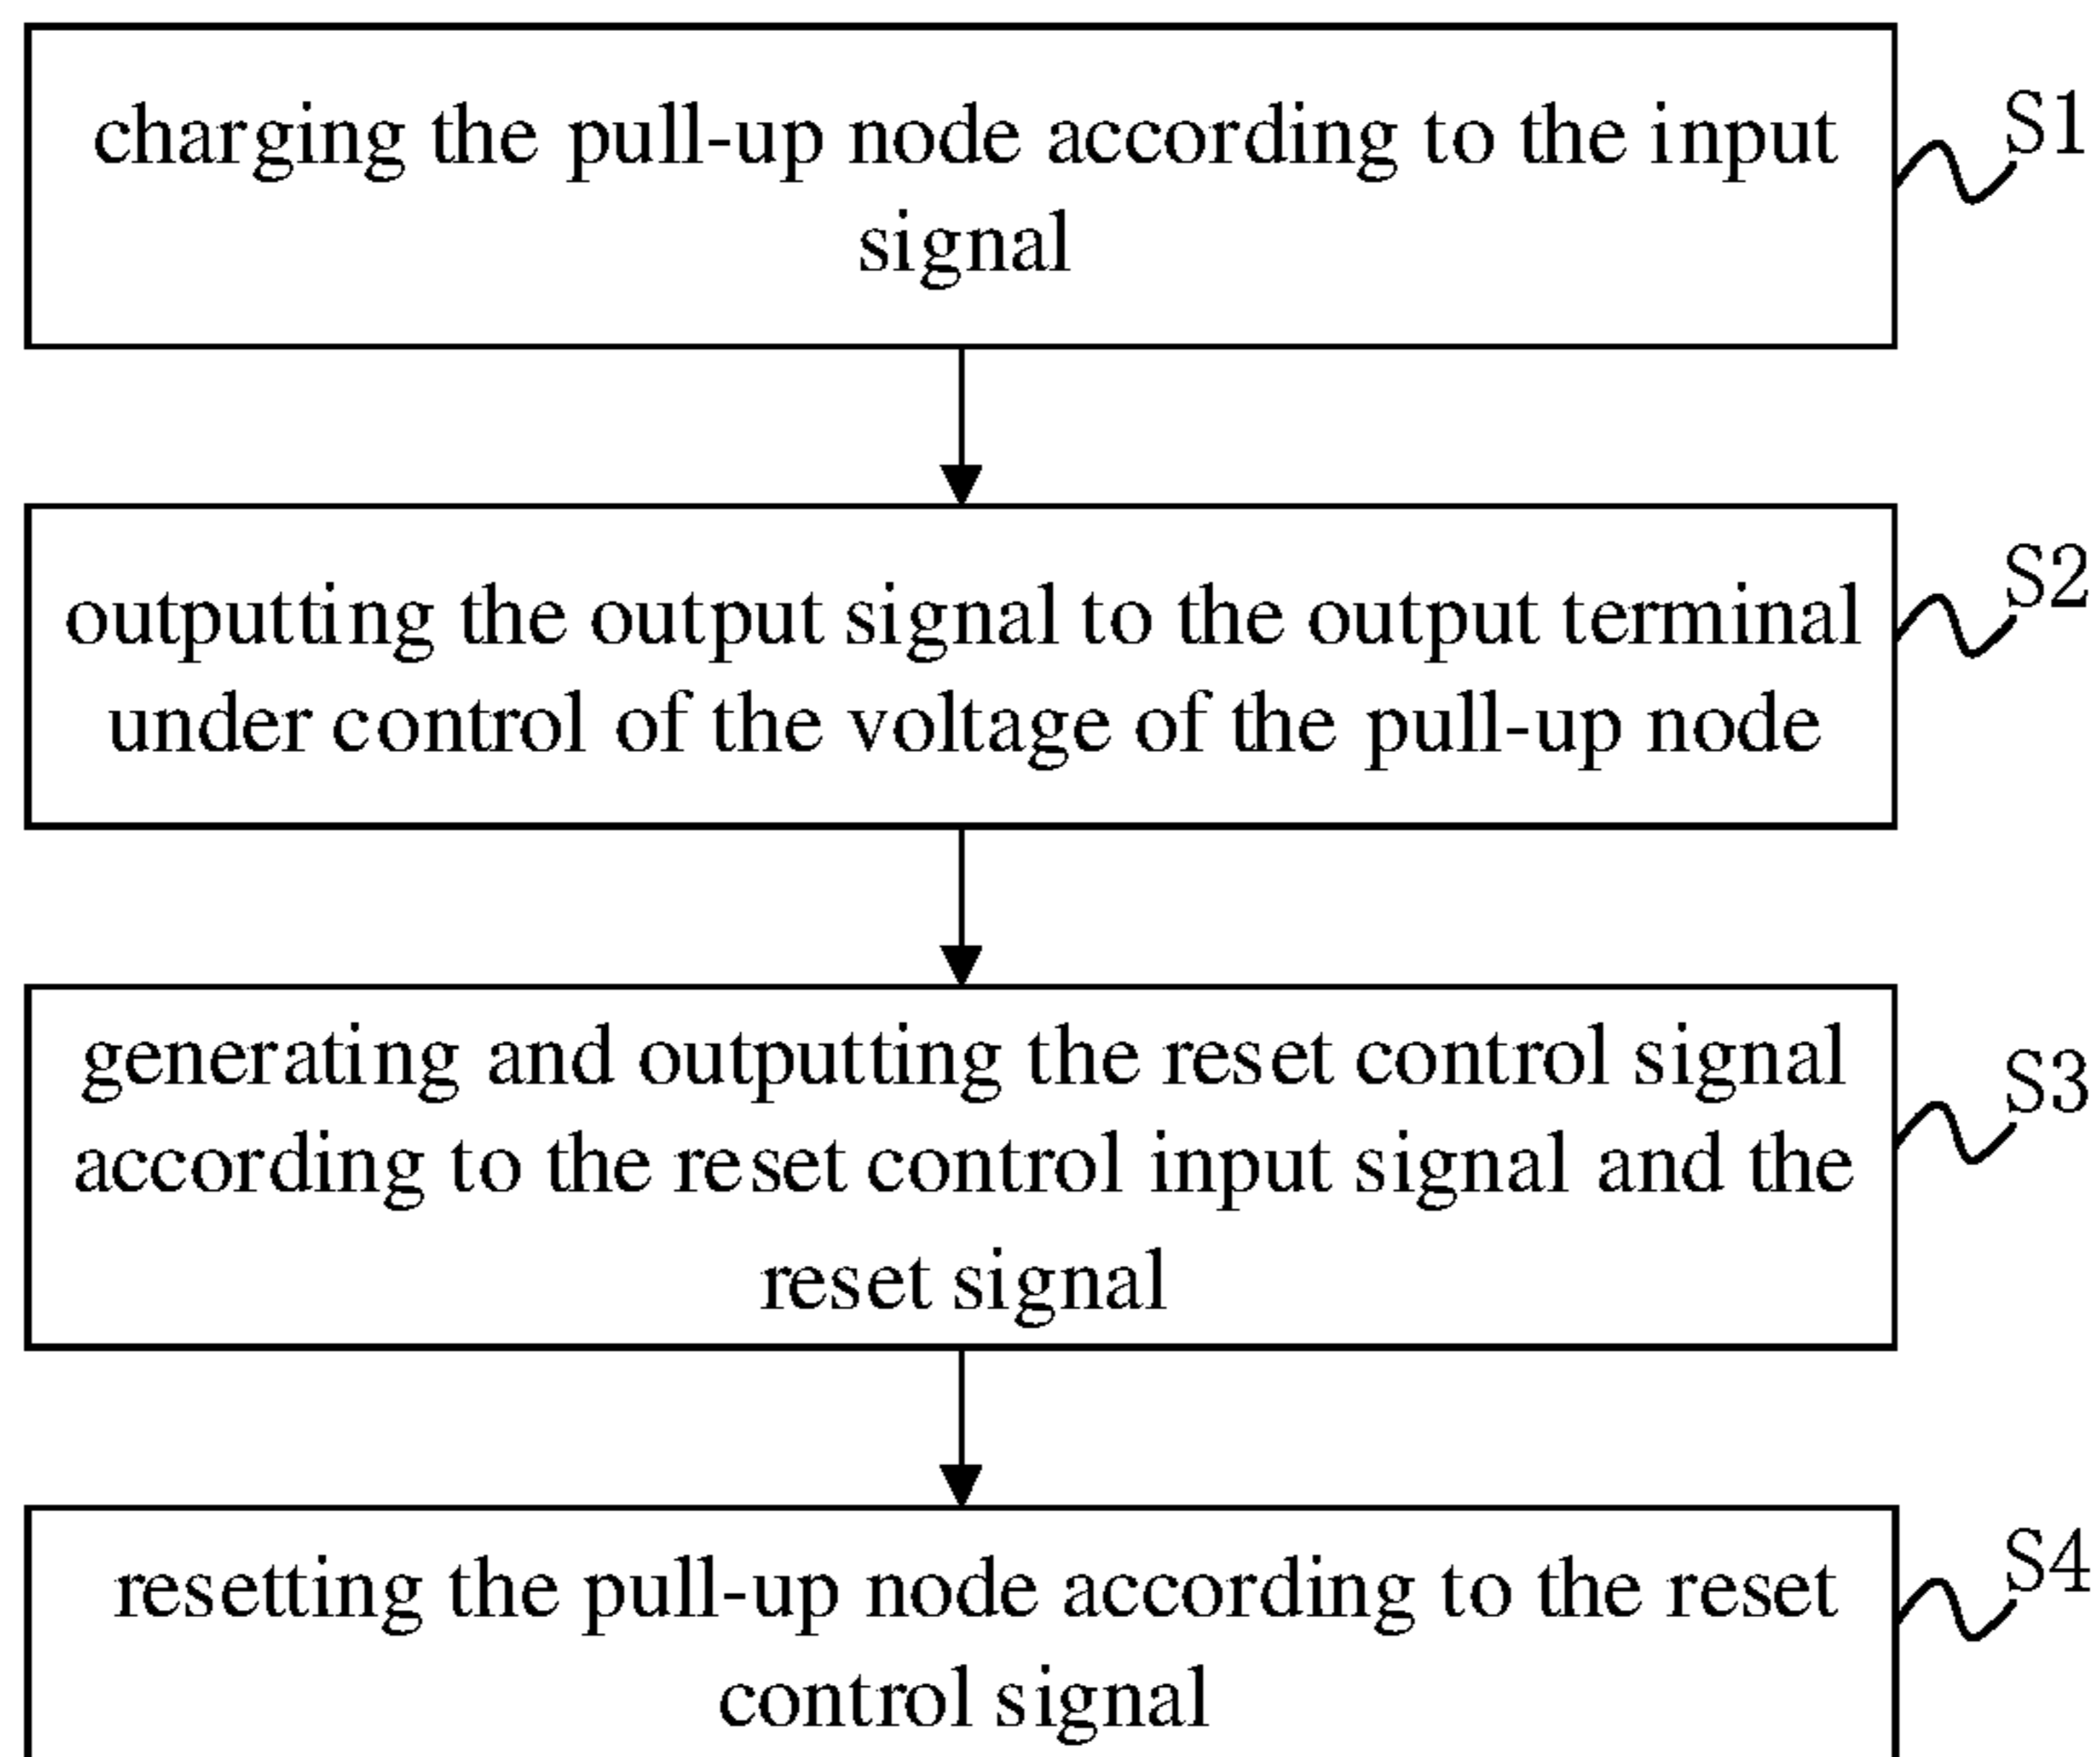 charging the pull-up node according to the input
signal
S1
outputting the output signal to the output terminal
under control of the voltage of the pull-up node
S2
generating and outputting the reset control signal
according to the reset control input signal and the
reset signal
S3
resetting the pull-up node according to the reset
control signal
S4